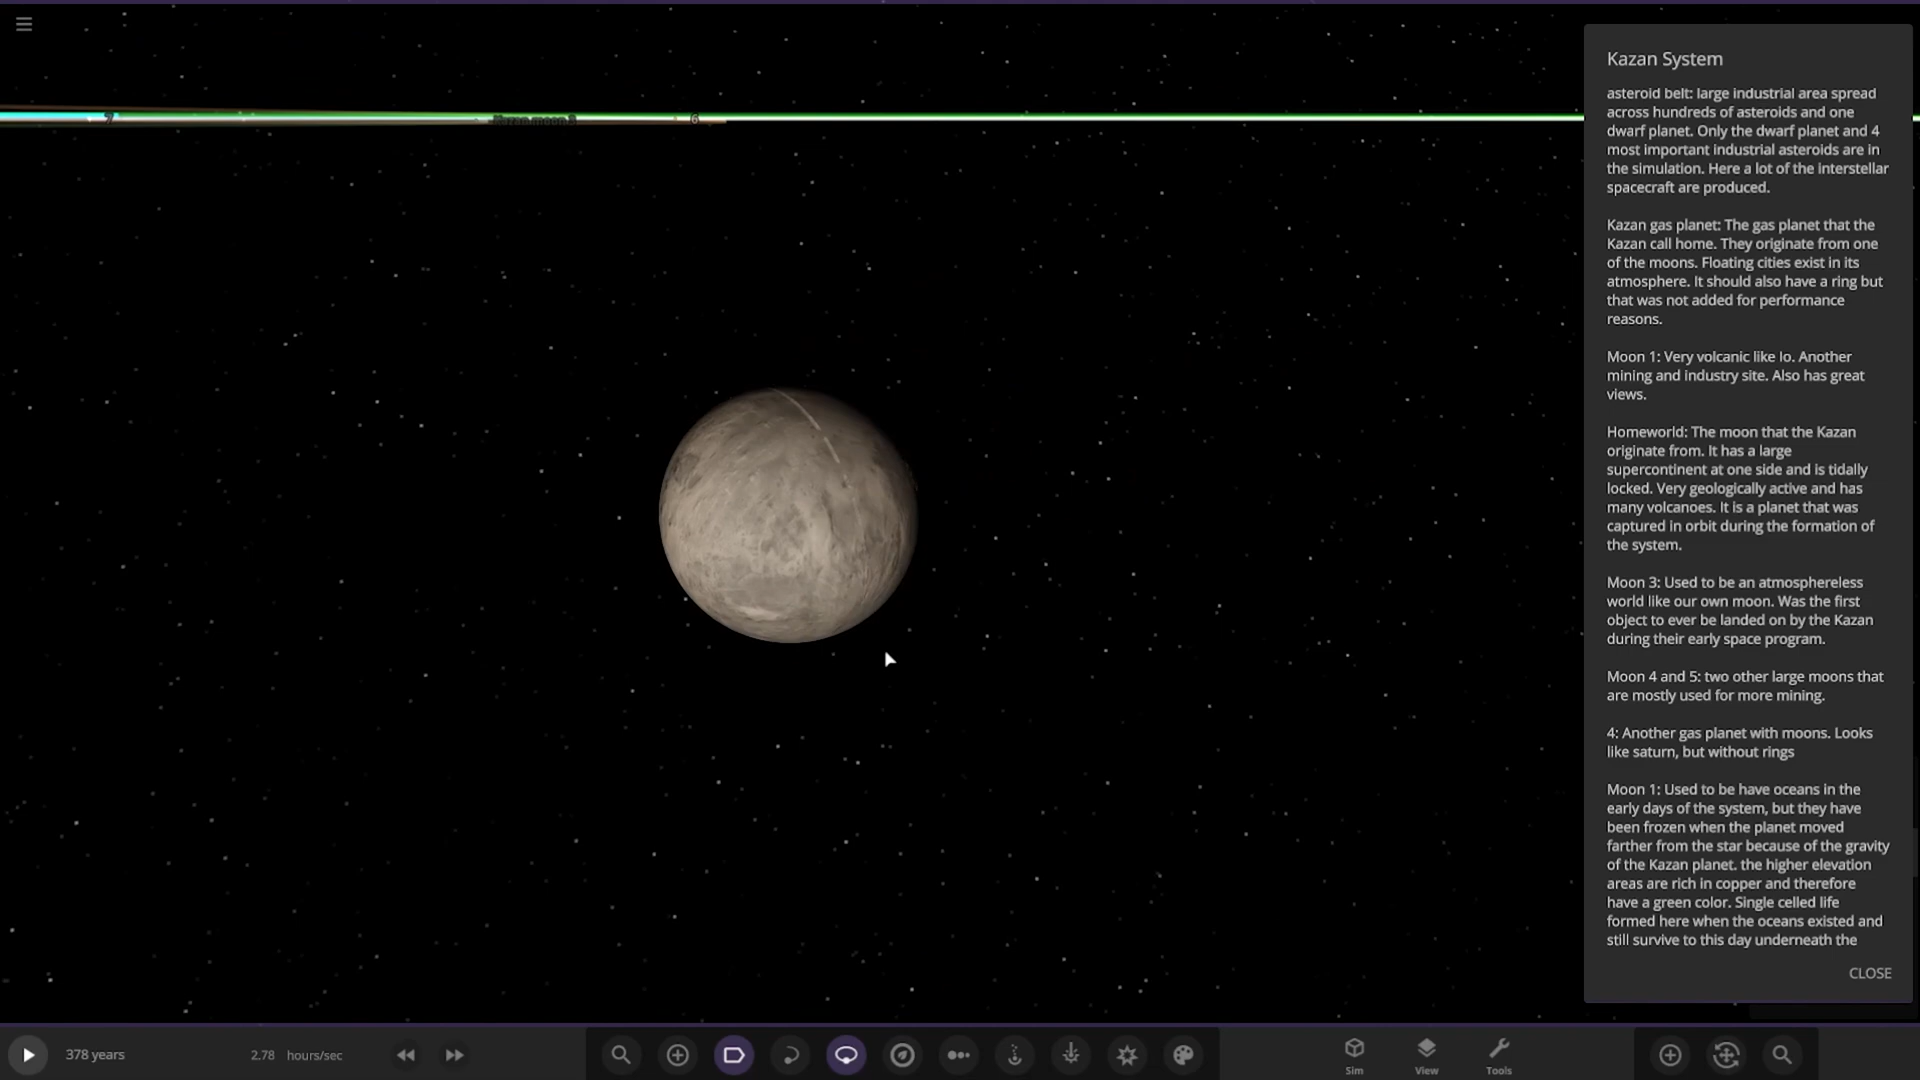 Kazan System
asteroid belt: large industrial area spread
across hundreds of asteroids and one
dwarf planet. Only the dwarf planet and 4
most important industrial asteroids are in
the simulation. Here a lot of the interstellar
spacecraft are produced.
Kazan gas planet: The gas planet that the
Kazan call home. They originate from one
of the moons. Floating cities exist in its
atmosphere. It should also have a ring but
that was not added for performance
reasons.
Moon 1: Very volcanic like Io. Another
mining and industry site. Also has great
views.
Homeworld: The moon that the Kazan
originate from. It has a large
supercontinent at one side and is tidally
locked. Very geologically active and has
many volcanoes. It is a planet that was
captured in orbit during the formation of
the system.
Moon 3: Used to be an atmosphereless
world like our own moon. Was the first
object to ever be landed on by the Kazan
during their early space program.
Moon 4 and 5: two other large moons that
are mostly used for more mining.
4: Another gas planet with moons. Looks
like saturn, but without rings
Moon 1: Used to be have oceans in the
early days of the system, but they have
been frozen when the planet moved
farther from the star because of the gravity
of the Kazan planet. the higher elevation
areas are rich in copper and therefore
have a green color. Single celled life
formed here when the oceans existed and
still survive to this day underneath the
CLOSE
7
6
378 years
2.78 hours/sec
Sim
View
Tools